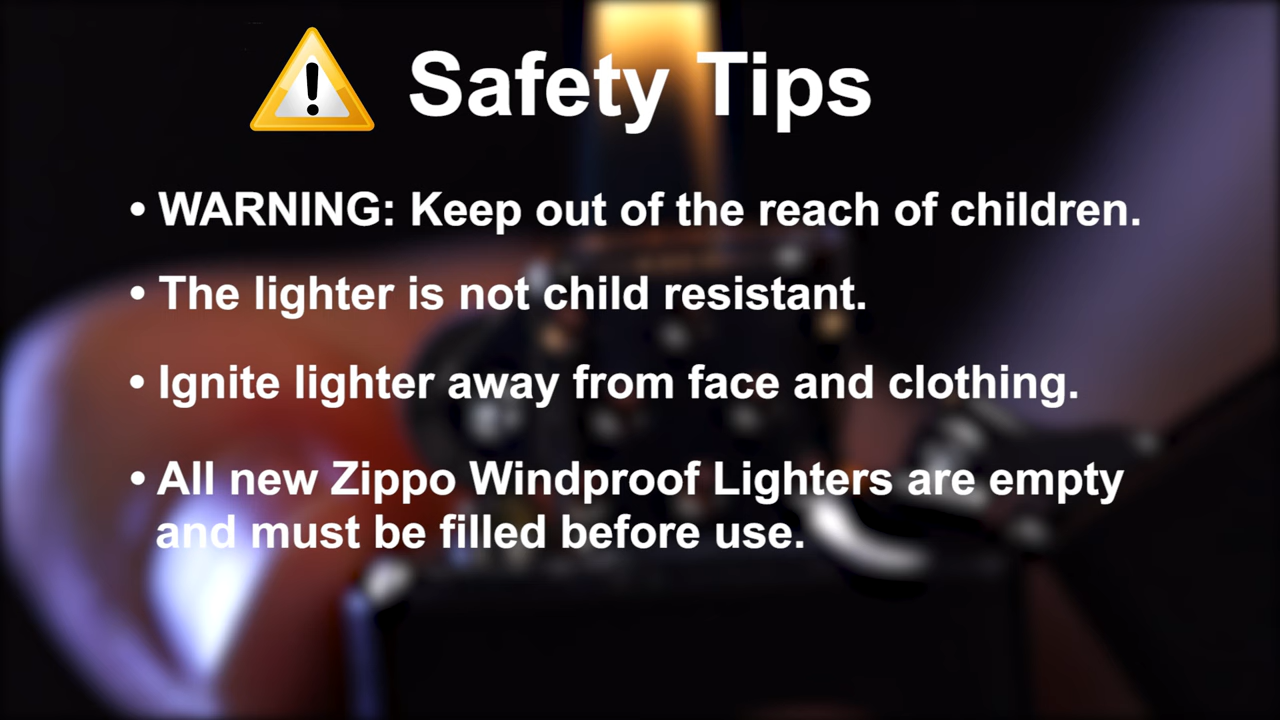 Safety Tips
• WARNING: Keep out of the reach of children.
• The lighter is not child resistant.
• Ignite lighter away from face and clothing.
• All new Zippo Windproof Lighters are empty
and must be filled before use.